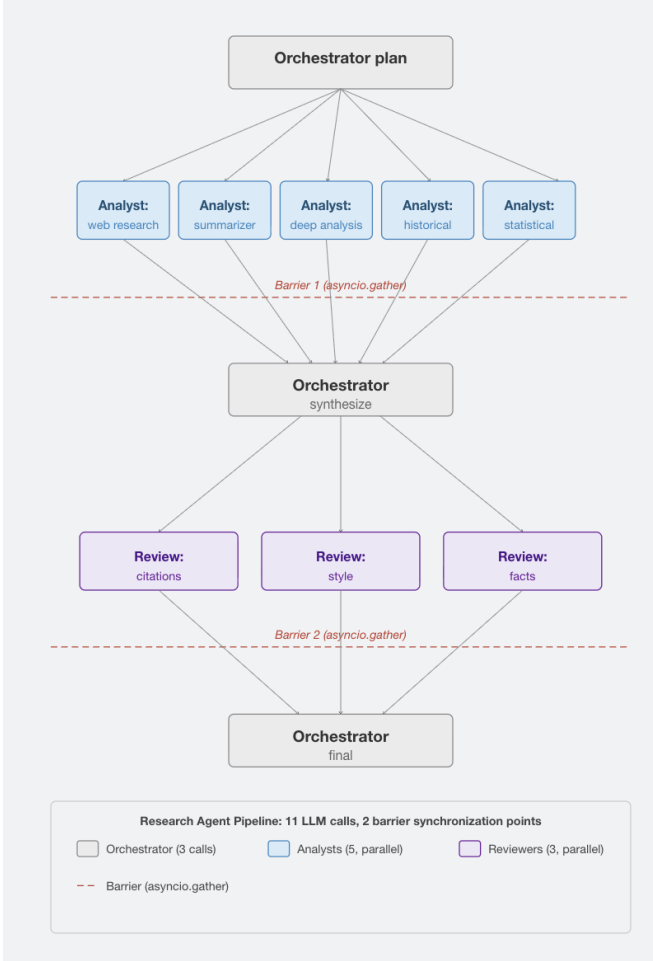 Orchestrator plan
Analyst: Analyst: Analyst: Analyst: Analyst:
web research summarizer deep analysis historical statistical
Barrier 1 (asyncio.gather)
Orchestrator
synthesize
Review: Review: Review:
citations style facts
Barrier 2 (asyncio.gather)
Orchestrator
final
Research Agent Pipeline: 11 LLM calls, 2 barrier synchronization points
Orchestrator (3 calls) Analysts (5, parallel) Reviewers (3, parallel)
Barrier (asyncio.gather)